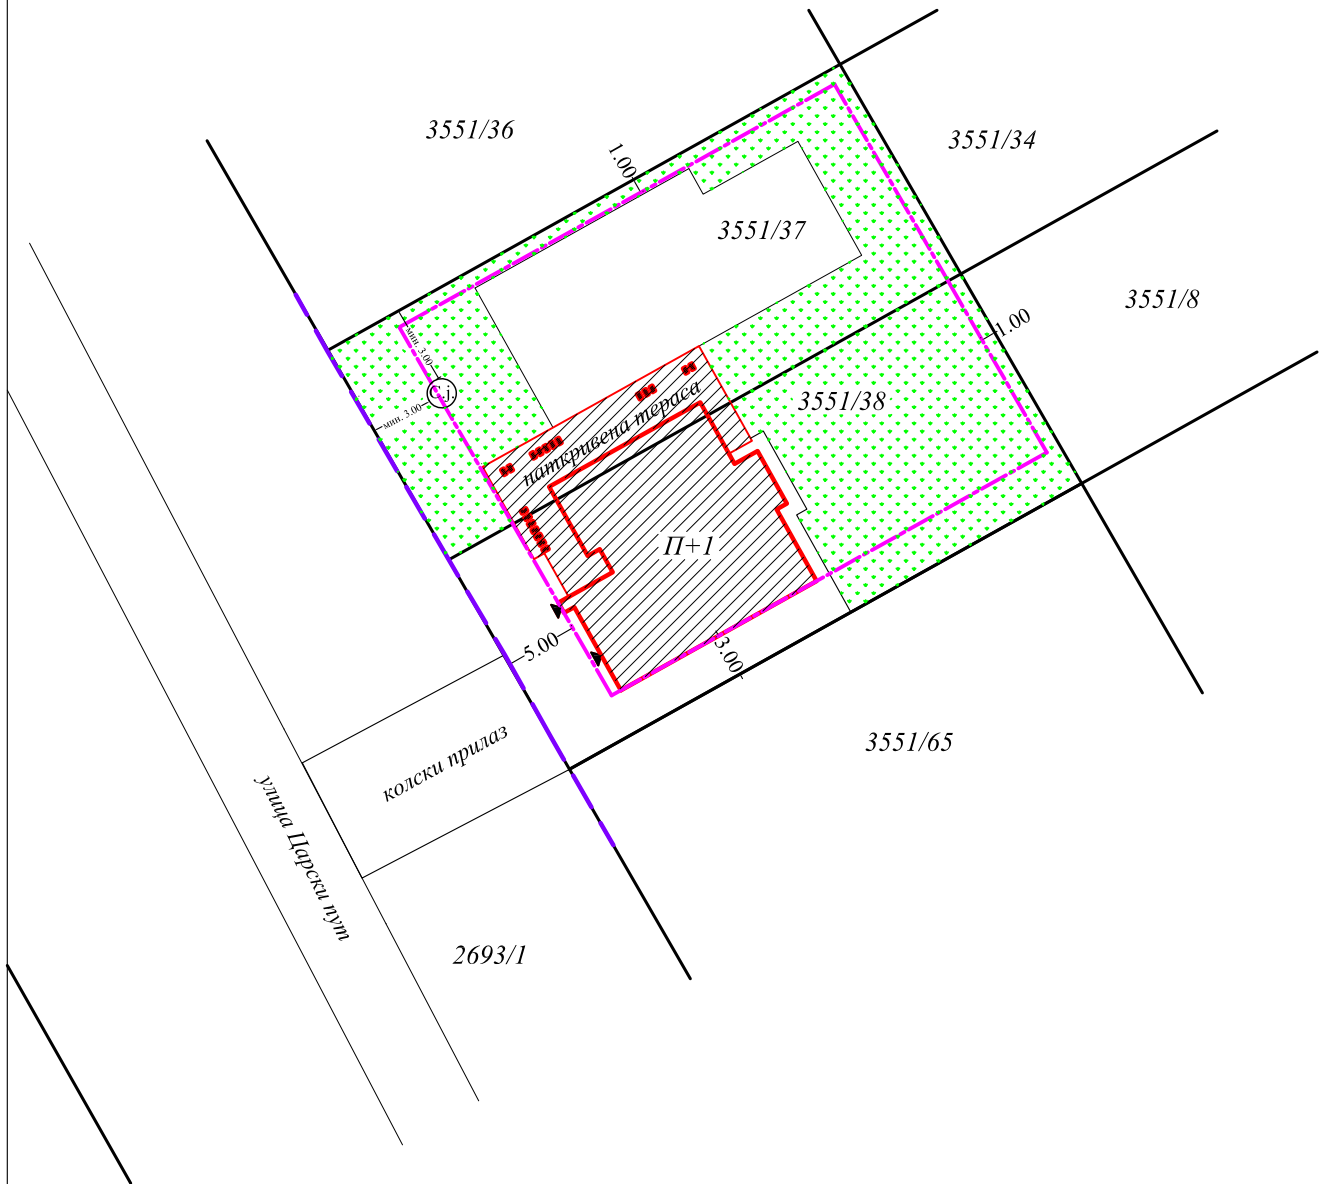 3551/36
3551/34
1.00
3551/37
3551/8
1.00
мин. 3.00
С.ј.
мин. 3.00
3551/38
наткривена тераса
П+1
5.00
3.00
колски прилаз
3551/65
улица Царски пут
2693/1